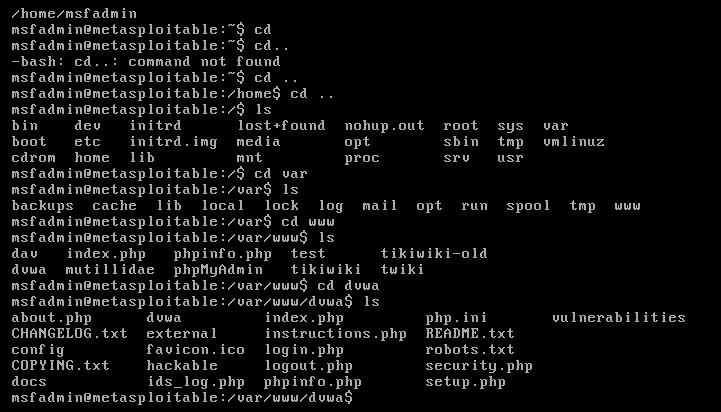 /home/msfadmin
msfadmin@metasploitable:~$ cd
msfadmin@metasploitable:~$ cd..
-bash: cd..: command not found
msfadmin@metasploitable:~$ cd ..
msfadmin@metasploitable:/home$ cd ..
msfadmin@metasploitable:/$ ls
bin    dev   initrd      lost+found  nohup.out  root  sys  var
boot   etc   initrd.img  media       opt        sbin  tmp  vmlinuz
cdrom  home  lib         mnt         proc       srv   usr
msfadmin@metasploitable:/$ cd var
msfadmin@metasploitable:/var$ ls
backups  cache  lib  local  lock  log  mail  opt  run  spool  tmp  www
msfadmin@metasploitable:/var$ cd www
msfadmin@metasploitable:/var/www$ ls
dav   index.php   phpinfo.php  test      tikiwiki-old
dvwa  mutillidae  phpMyAdmin   tikiwiki  twiki
msfadmin@metasploitable:/var/www$ cd dvwa
msfadmin@metasploitable:/var/www/dvwa$ ls
about.php      dvwa         index.php         php.ini       vulnerabilities
CHANGELOG.txt  external     instructions.php  README.txt
config         favicon.ico  login.php         robots.txt
COPYING.txt    hackable     logout.php        security.php
docs           ids_log.php  phpinfo.php       setup.php
msfadmin@metasploitable:/var/www/dvwa$